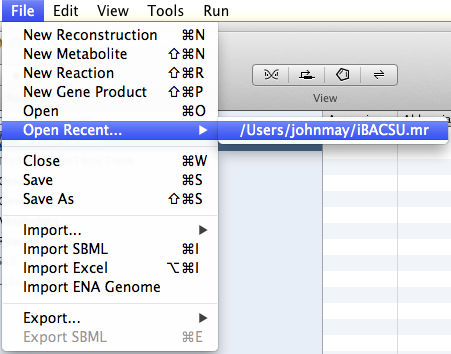 File Edit View Tools Run
New Reconstruction ⌘N
New Metabolite ⇧⌘N
New Reaction ⇧⌘R
New Gene Product ⇧⌘P
Open ⌘O
Open Recent... ▶ /Users/johnmay/iBACSU.mr
View
Close ⌘W
Save ⌘S
Save As ⇧⌘S
Import... ▶
Import SBML ⌘I
Import Excel ⌥⌘I
Import ENA Genome
Export... ▶
Export SBML ⌘E